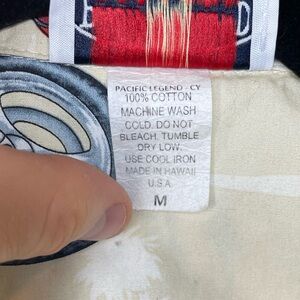 PACIFIC LEGEND / CY
100% COTTON
MACHINE WASH
COLD. DO NOT
BLEACH. TUMBLE
DRY LOW.
USE COOL IRON
MADE IN HAWAII
U.S.A
M